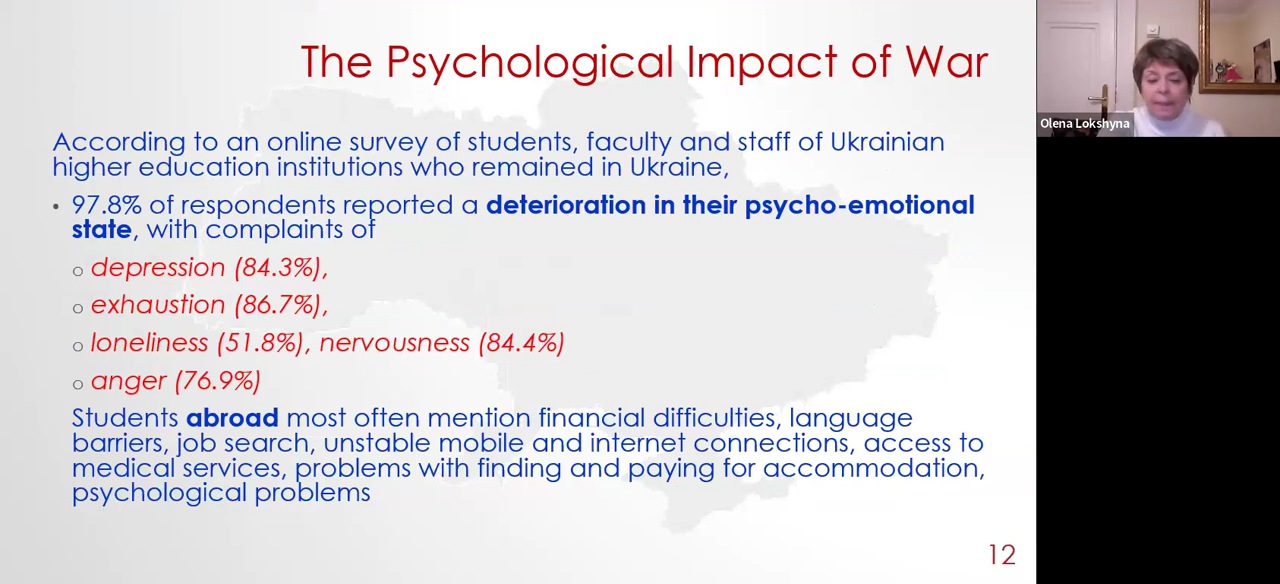 The Psychological Impact of War
Olena Lokshyna
According to an online survey of students, faculty and staff of Ukrainian
higher education institutions who remained in Ukraine,
• 97.8% of respondents reported a deterioration in their psycho-emotional
state, with complaints of
o depression (84.3%),
o exhaustion (86.7%),
o loneliness (51.8%), nervousness (84.4%)
o anger (76.9%)
Students abroad most often mention financial difficulties, language
barriers, job search, unstable mobile and internet connections, access to
medical services, problems with finding and paying for accommodation,
psychological problems
12